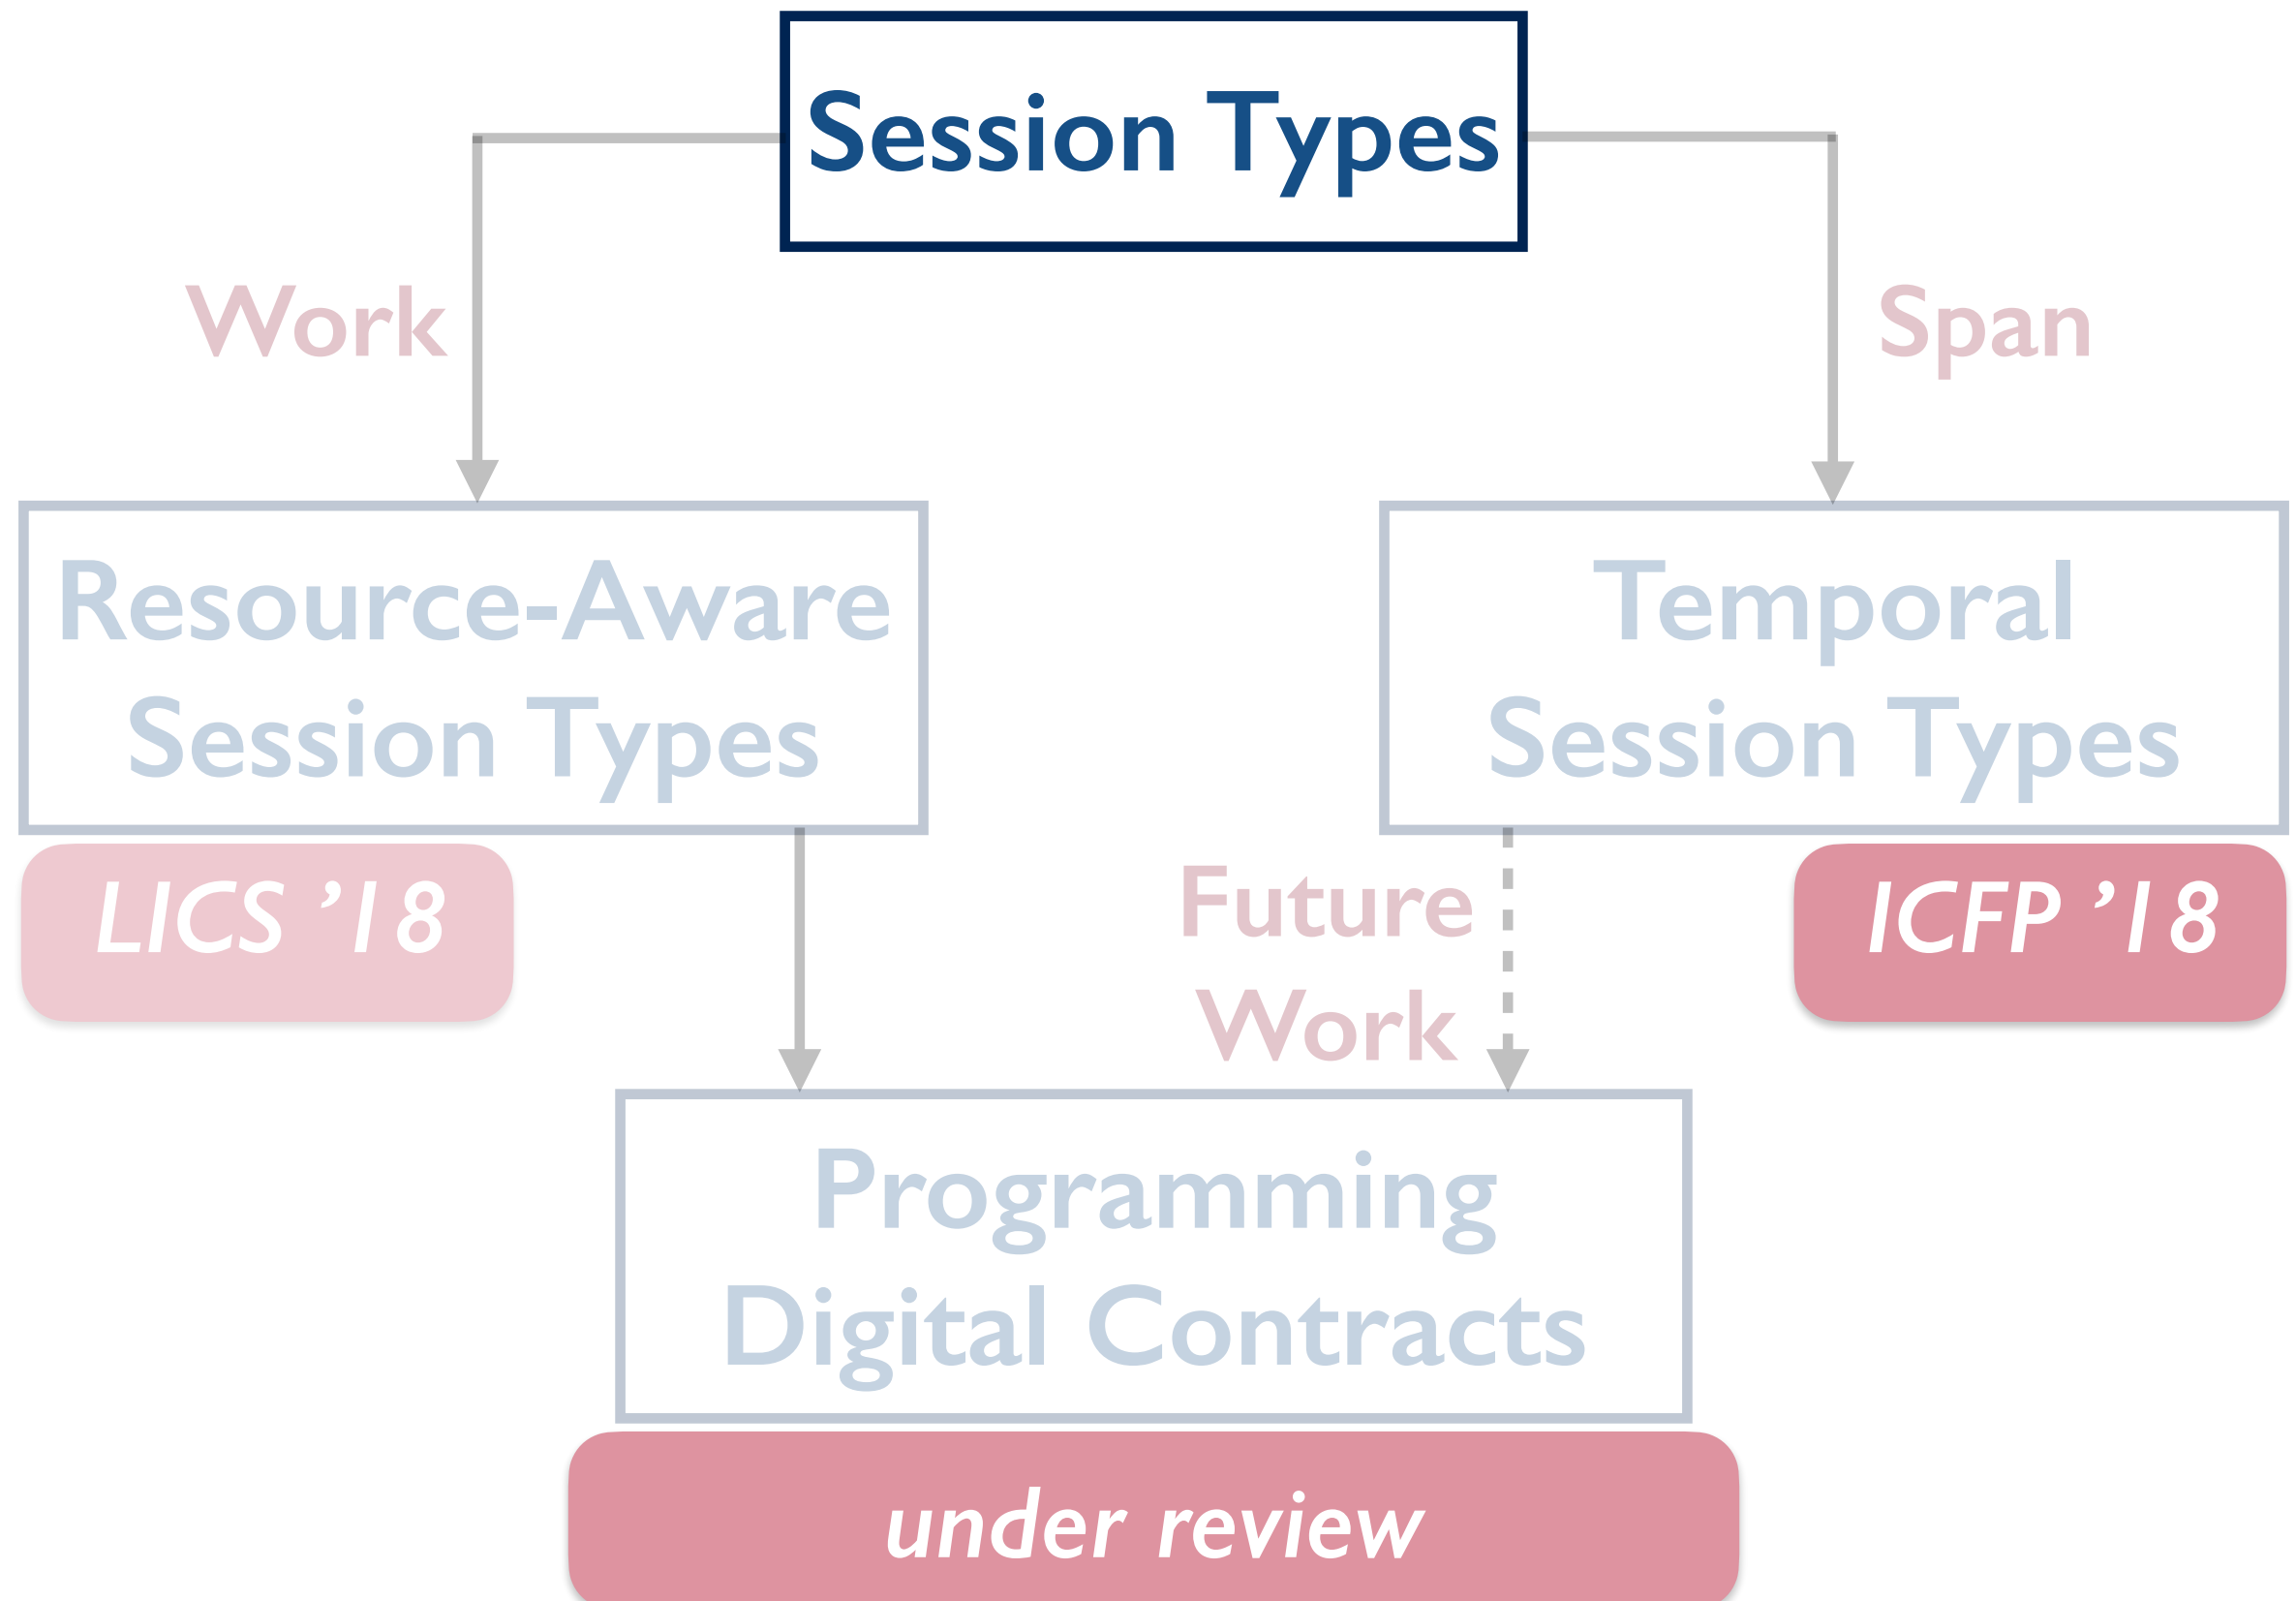 Session Types
Work
Span
Resource-Aware
Session Types
Temporal
Session Types
LICS ’18
Future
Work
ICFP ’18
Programming
Digital Contracts
under review